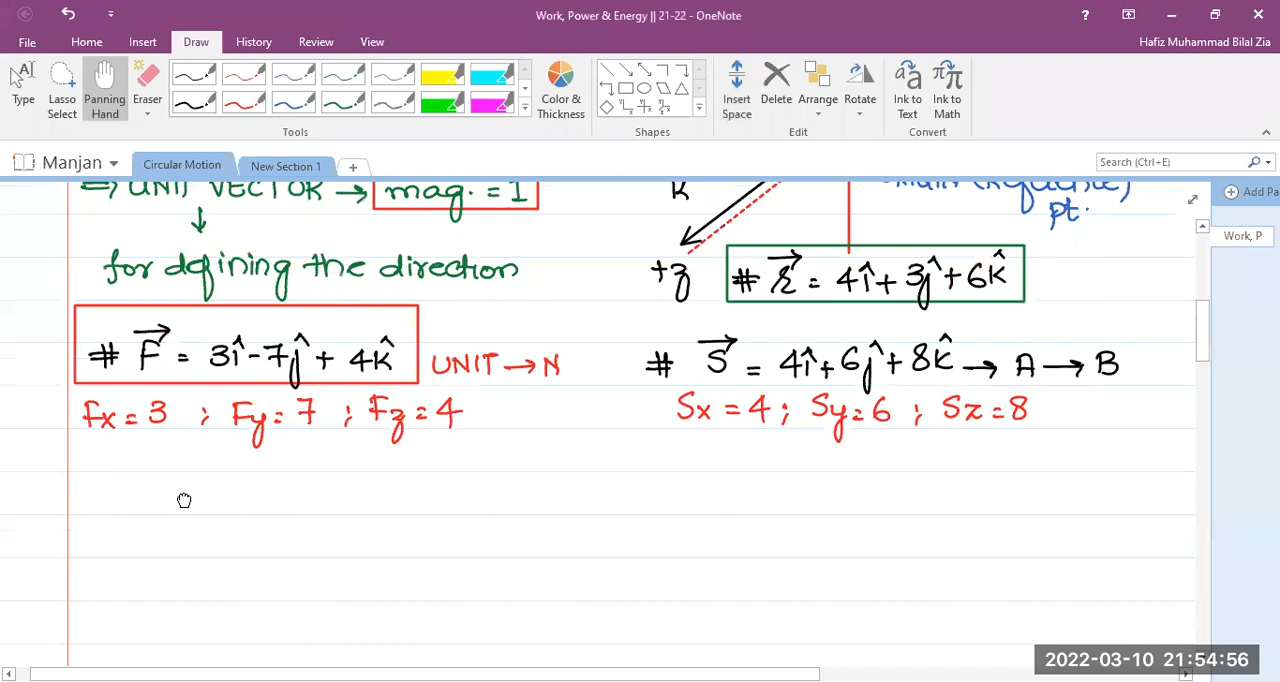 Work, Power & Energy || 21-22 - OneNote
File Home Insert Draw History Review View
Hafiz Muhammad Bilal Zia
Type
Lasso Select
Panning Hand
Eraser
Color & Thickness
Insert Space
Delete
Arrange
Rotate
Ink to Text
Ink to Math
Tools
Shapes
Edit
Convert
Manjan
Circular Motion
New Section 1
Search (Ctrl+E)
Add Pa
Work, P
⇒ UNIT VECTOR → mag. = 1
↓
for defining the direction
# F⃗ = 3î - 7ĵ + 4k̂ UNIT → N
Fx = 3 ; Fy = 7 ; Fz = 4
k
pt.
+z
# r⃗ = 4î + 3ĵ + 6k̂
# S⃗ = 4î + 6ĵ + 8k̂ → A → B
Sx = 4 ; Sy = 6 ; Sz = 8
2022-03-10 21:54:56